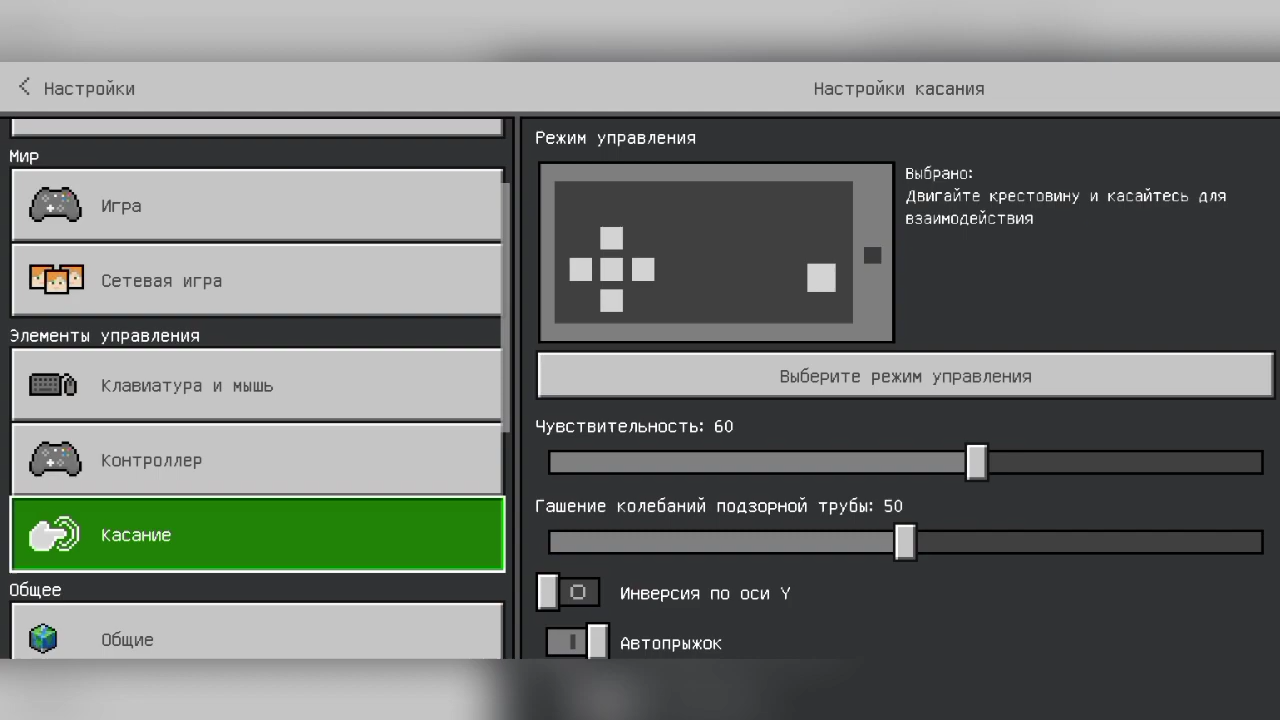 Настройки
Настройки касания
Мир
Игра
Сетевая игра
Элементы управления
Клавиатура и мышь
Контроллер
Касание
Общее
Общие
Режим управления
Выбрано:
Двигайте крестовину и касайтесь для
взаимодействия
Выберите режим управления
Чувствительность: 60
Гашение колебаний подзорной трубы: 50
Инверсия по оси Y
Автопрыжок